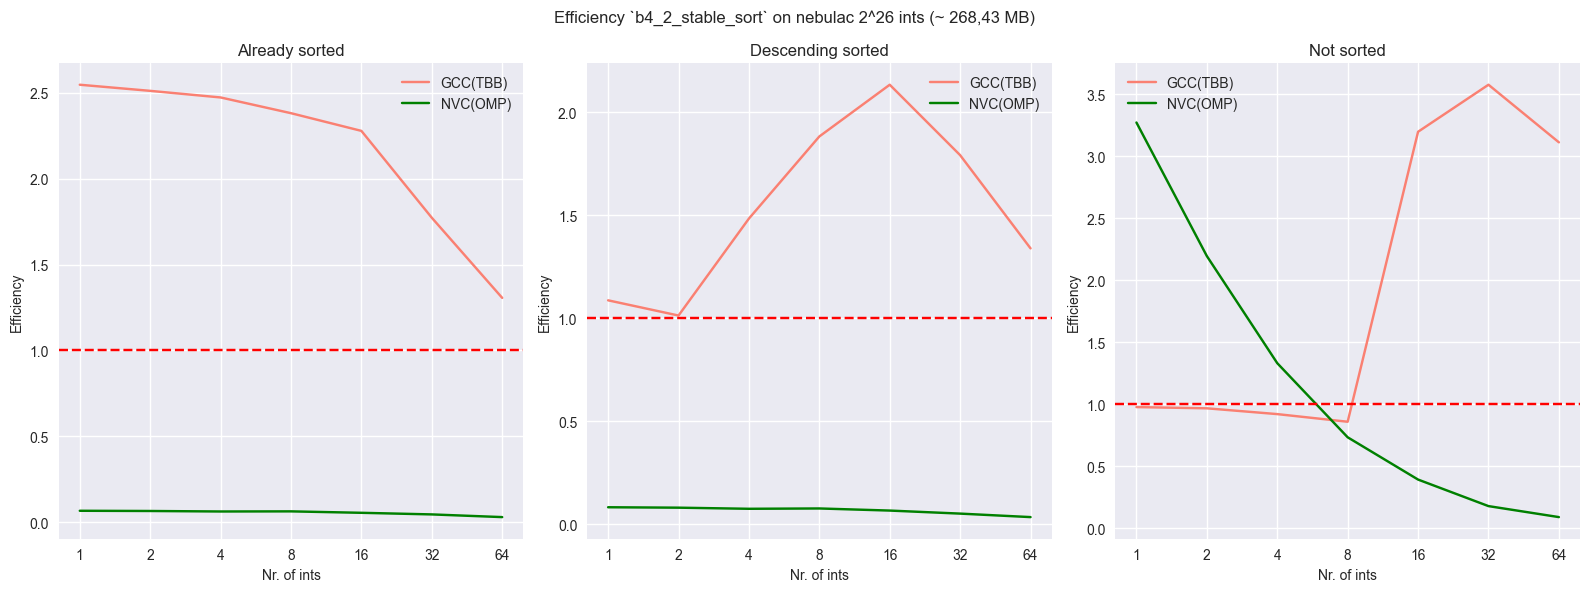 Efficiency `b4_2_stable_sort` on nebulac 2^26 ints (~ 268,43 MB)
Already sorted
GCC(TBB)
NVC(OMP)
2.5
2.0
1.5
1.0
0.5
0.0
Efficiency
1 2 4 8 16 32 64
Nr. of ints
Descending sorted
GCC(TBB)
NVC(OMP)
2.0
1.5
1.0
0.5
0.0
Efficiency
1 2 4 8 16 32 64
Nr. of ints
Not sorted
GCC(TBB)
NVC(OMP)
3.5
3.0
2.5
2.0
1.5
1.0
0.5
0.0
Efficiency
1 2 4 8 16 32 64
Nr. of ints